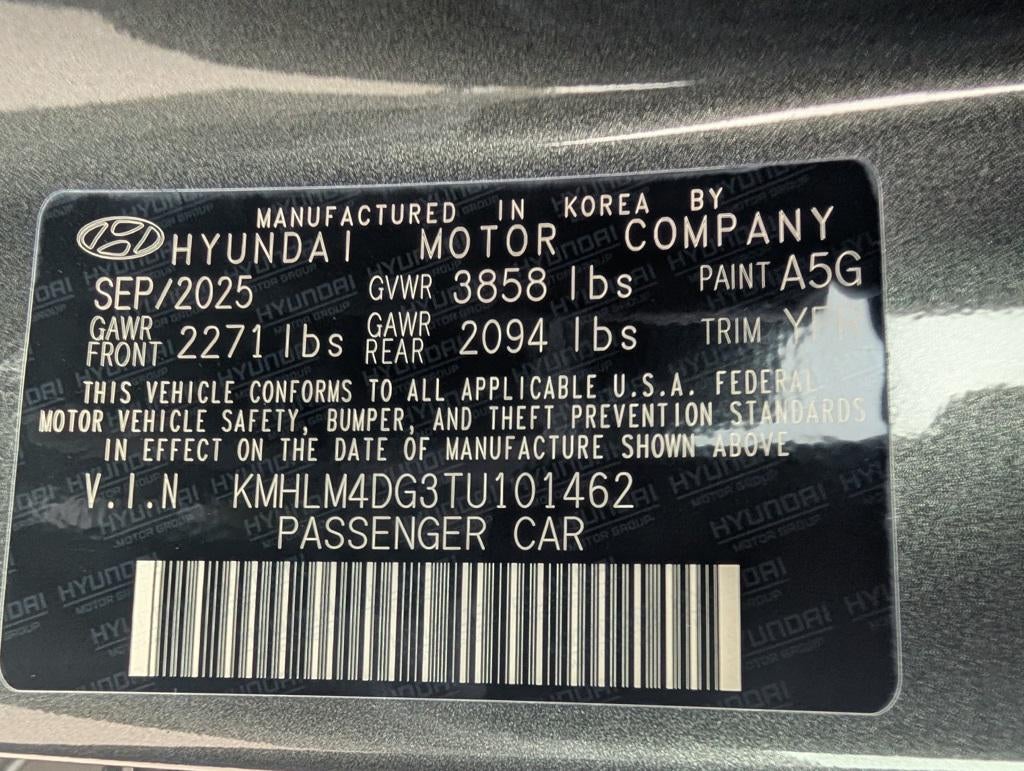 MANUFACTURED IN KOREA BY
HYUNDAI MOTOR COMPANY
SEP/2025 GVWR 3858 lbs PAINT A5G
GAWR FRONT 2271 lbs GAWR REAR 2094 lbs TRIM
THIS VEHICLE CONFORMS TO ALL APPLICABLE U.S.A. FEDERAL
MOTOR VEHICLE SAFETY, BUMPER, AND THEFT PREVENTION STANDARDS
IN EFFECT ON THE DATE OF MANUFACTURE SHOWN ABOVE
V.I.N KMHLM4DG3TU101462
PASSENGER CAR